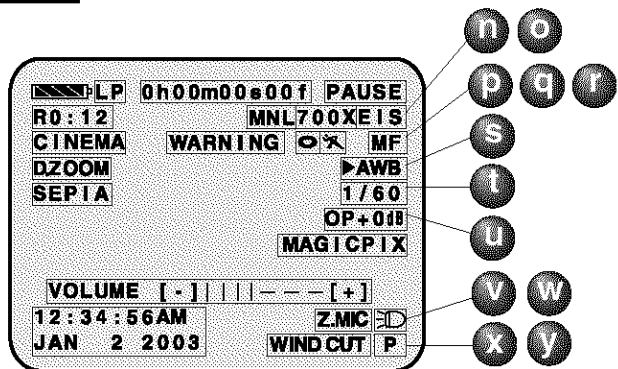 n o
LP 0h00m00s00f PAUSE
R0:12 MNL700XEIS
p q r
CINEMA WARNING MF
s
D.ZOOM ▶AWB
t
SEPIA 1/60
OP+0dB
u
MAGICPIX
VOLUME [-]||||---[+]
v w
12:34:56AM Z.MIC
JAN 2 2003 WIND CUT P
x y